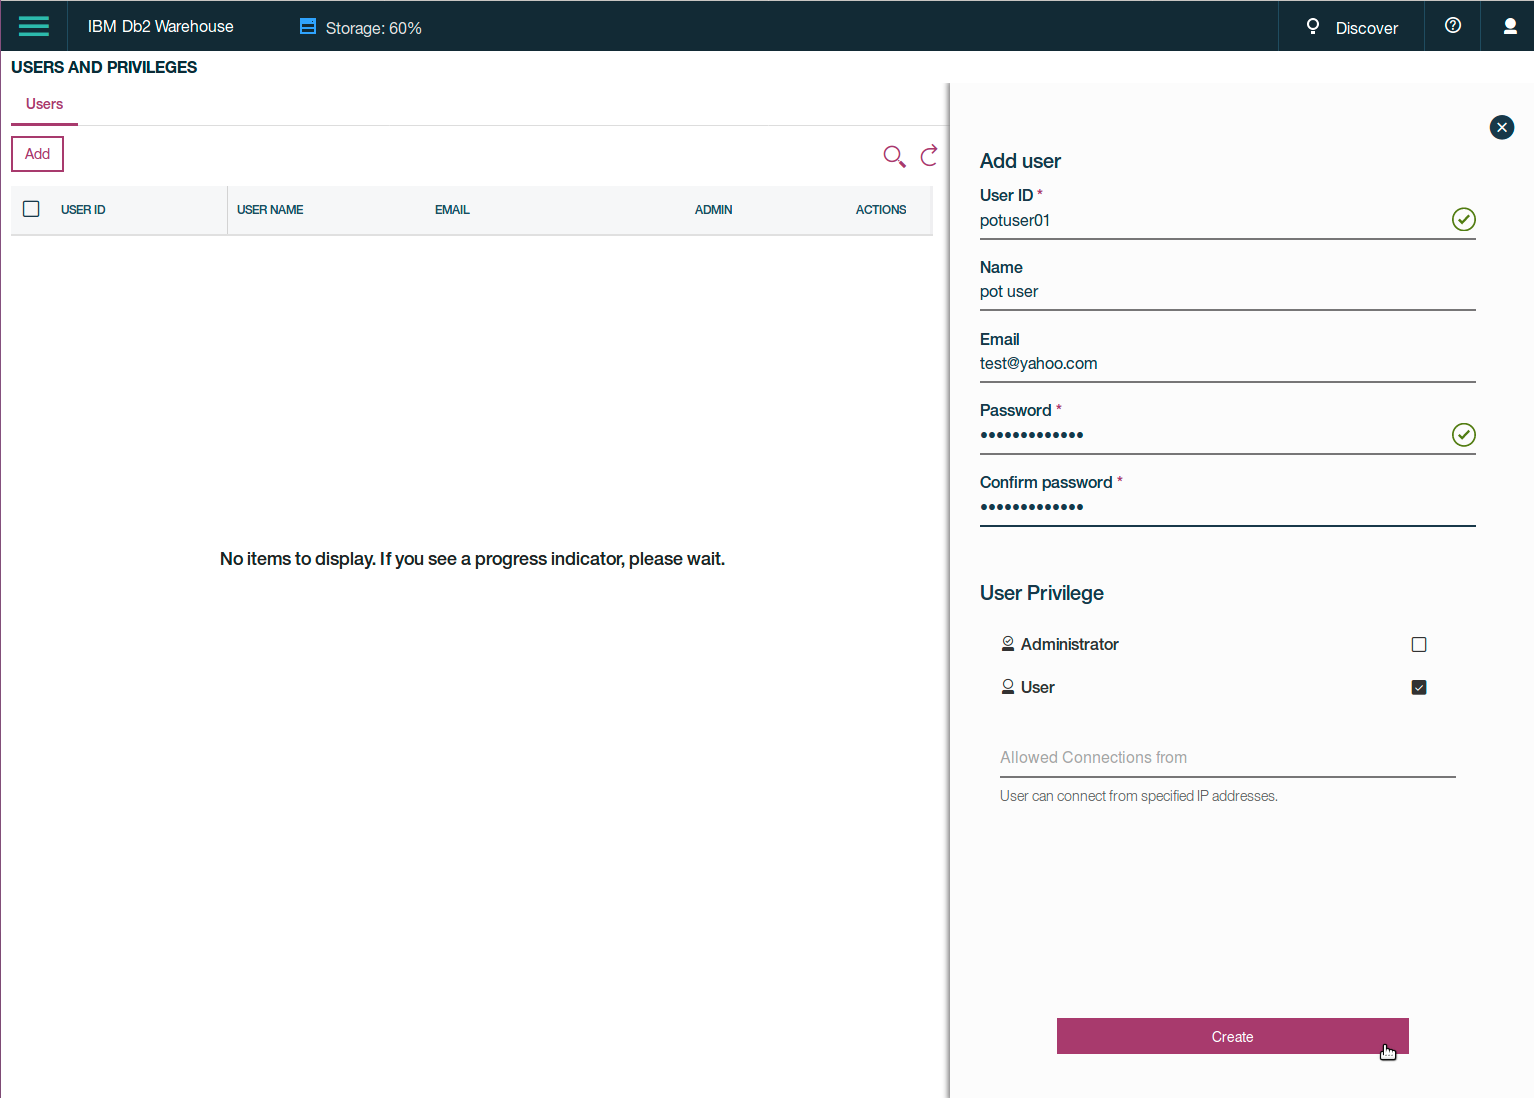 IBM Db2 Warehouse
Storage: 60%
Discover
USERS AND PRIVILEGES
Users
Add
USER ID
USER NAME
EMAIL
ADMIN
ACTIONS
No items to display. If you see a progress indicator, please wait.
Add user
User ID *
potuser01
Name
pot user
Email
test@yahoo.com
Password *
•••••••••••••
Confirm password *
•••••••••••••
User Privilege
Administrator
User
Allowed Connections from
User can connect from specified IP addresses.
Create